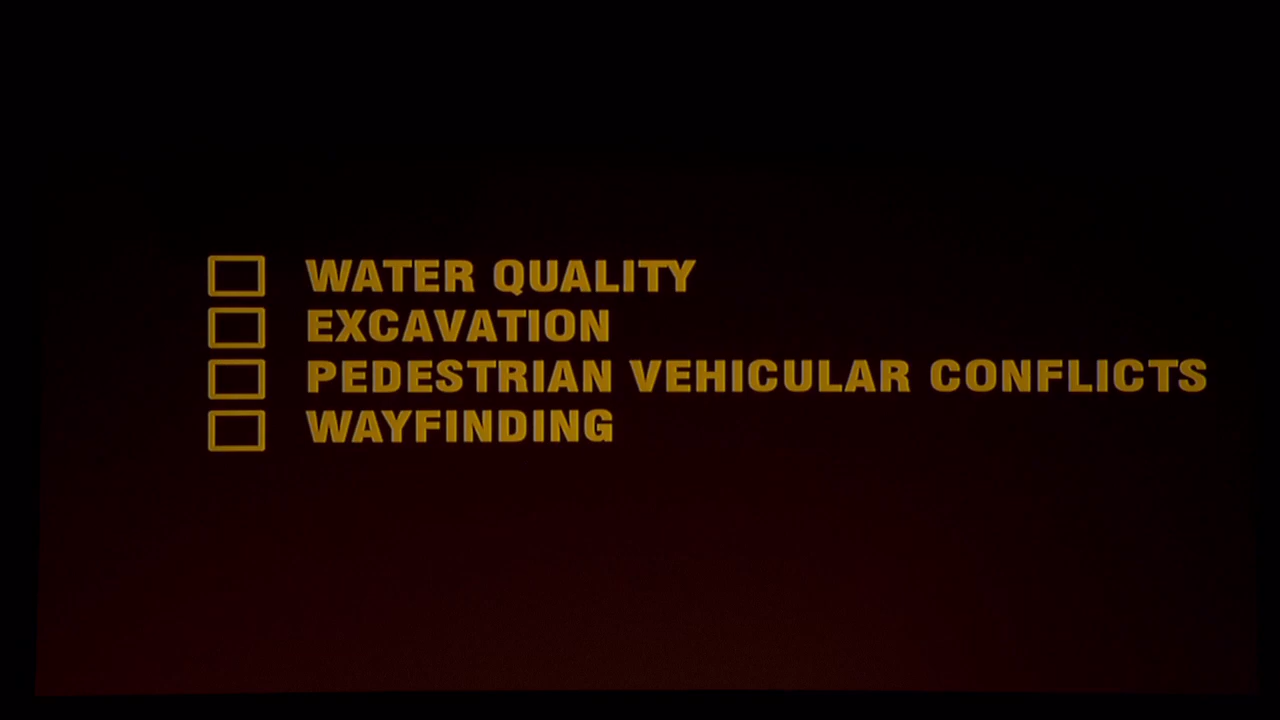 WATER QUALITY
EXCAVATION
PEDESTRIAN VEHICULAR CONFLICTS
WAYFINDING